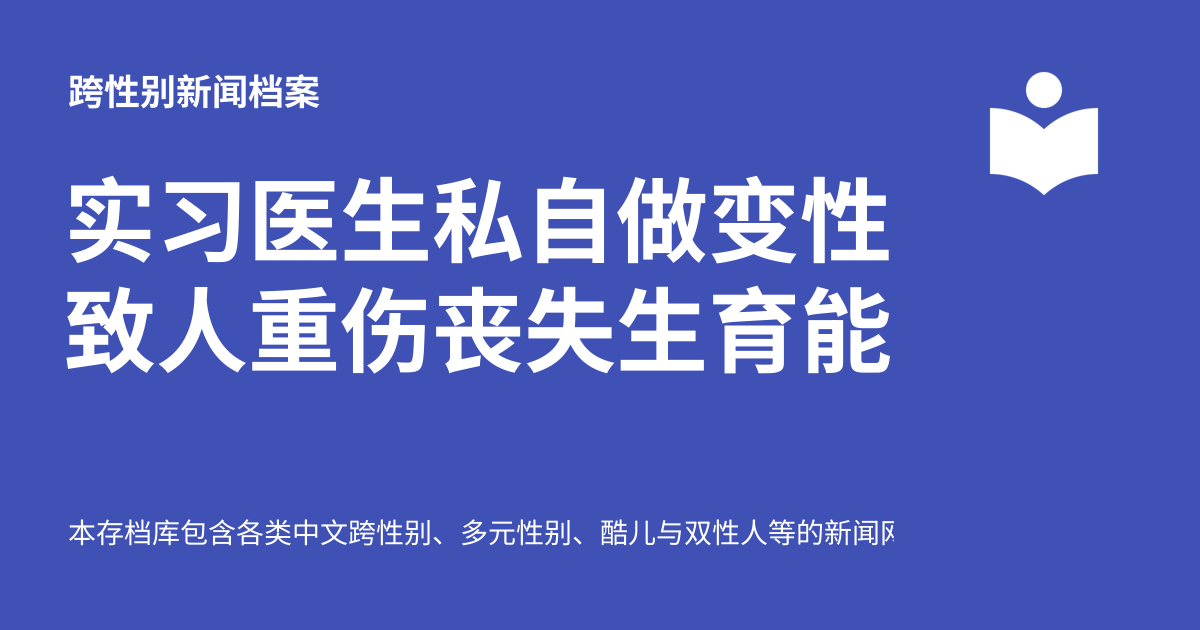 跨性别新闻档案
实习医生私自做变性
致人重伤丧失生育能
本存档库包含各类中文跨性别、多元性别、酷儿与双性人等的新闻